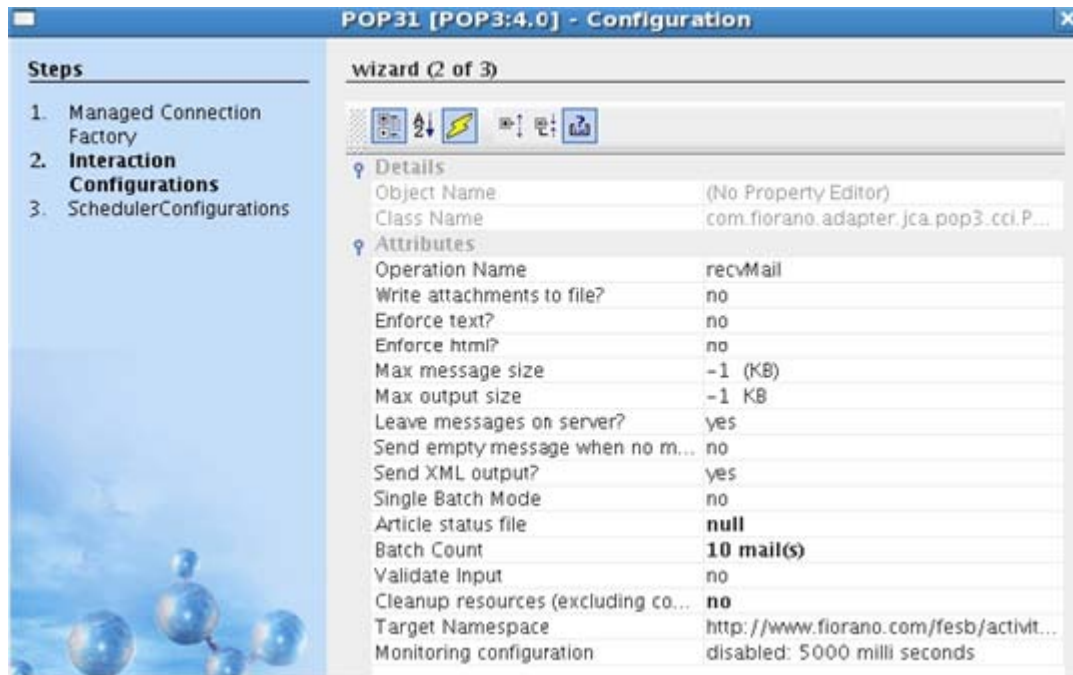 POP31 [POP3:4.0] - Configuration
Steps
1. Managed Connection
Factory
2. Interaction
Configurations
3. SchedulerConfigurations
wizard (2 of 3)
Details
Object Name (No Property Editor)
Class Name com.fiorano.adapter.jca.pop3.cci.P...
Attributes
Operation Name recvMail
Write attachments to file? no
Enforce text? no
Enforce html? no
Max message size -1 (KB)
Max output size -1 KB
Leave messages on server? yes
Send empty message when no m... no
Send XML output? yes
Single Batch Mode no
Article status file null
Batch Count 10 mail(s)
Validate Input no
Cleanup resources (excluding co... no
Target Namespace http://www.fiorano.com/fesb/activit...
Monitoring configuration disabled: 5000 milli seconds